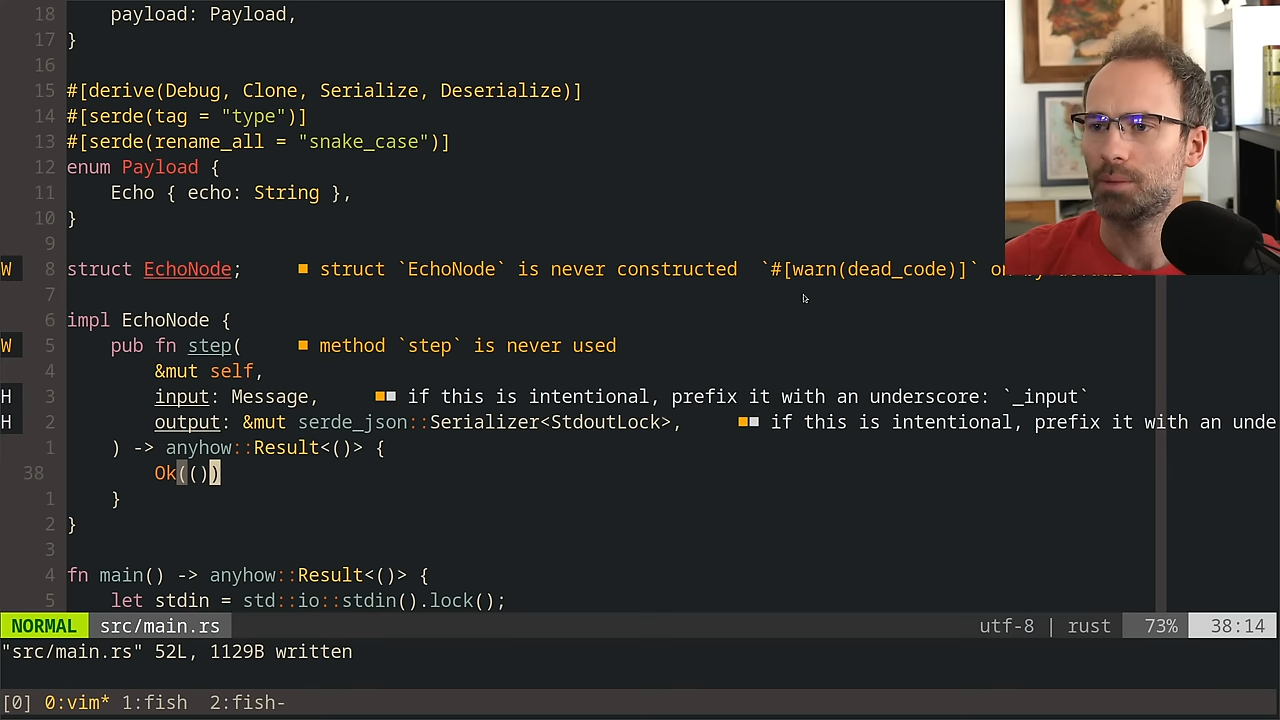 18 payload: Payload,
17 }
16
15 #[derive(Debug, Clone, Serialize, Deserialize)]
14 #[serde(tag = "type")]
13 #[serde(rename_all = "snake_case")]
12 enum Payload {
11 Echo { echo: String },
10 }
9
W 8 struct EchoNode; ■ struct `EchoNode` is never constructed `#[warn(dead_code)]` on by default
7
6 impl EchoNode {
W 5 pub fn step( ■ method `step` is never used
4 &mut self,
H 3 input: Message, ■■ if this is intentional, prefix it with an underscore: `_input`
H 2 output: &mut serde_json::Serializer<StdoutLock>, ■■ if this is intentional, prefix it with an unde
1 ) -> anyhow::Result<()> {
38 Ok(())
1 }
2 }
3
4 fn main() -> anyhow::Result<()> {
5 let stdin = std::io::stdin().lock();
NORMAL src/main.rs utf-8 | rust 73% 38:14
"src/main.rs" 52L, 1129B written
[0] 0:vim* 1:fish 2:fish-